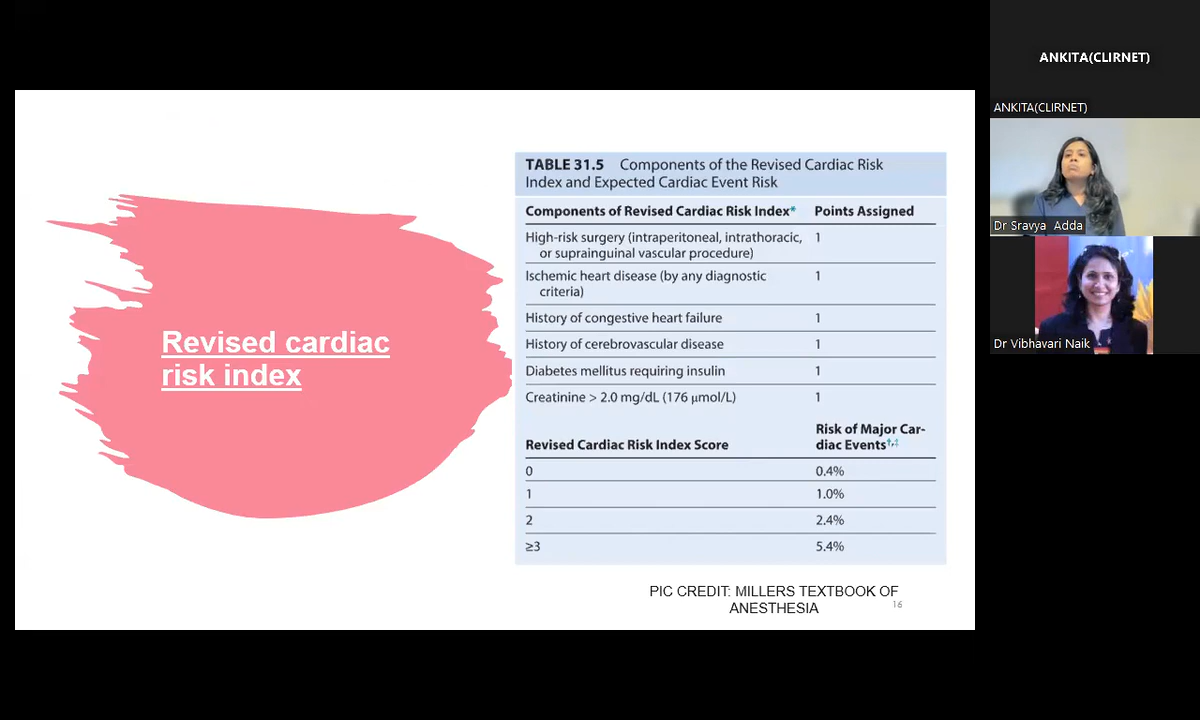 Revised cardiac
risk index
TABLE 31.5 Components of the Revised Cardiac Risk
Index and Expected Cardiac Event Risk
Components of Revised Cardiac Risk Index* Points Assigned
High-risk surgery (intraperitoneal, intrathoracic, 1
or suprainguinal vascular procedure)
Ischemic heart disease (by any diagnostic 1
criteria)
History of congestive heart failure 1
History of cerebrovascular disease 1
Diabetes mellitus requiring insulin 1
Creatinine > 2.0 mg/dL (176 μmol/L) 1
Risk of Major Car-
Revised Cardiac Risk Index Score diac Events†,‡
0 0.4%
1 1.0%
2 2.4%
≥3 5.4%
PIC CREDIT: MILLERS TEXTBOOK OF
ANESTHESIA
16
ANKITA(CLIRNET)
ANKITA(CLIRNET)
Dr Sravya Adda
Dr Vibhavari Naik